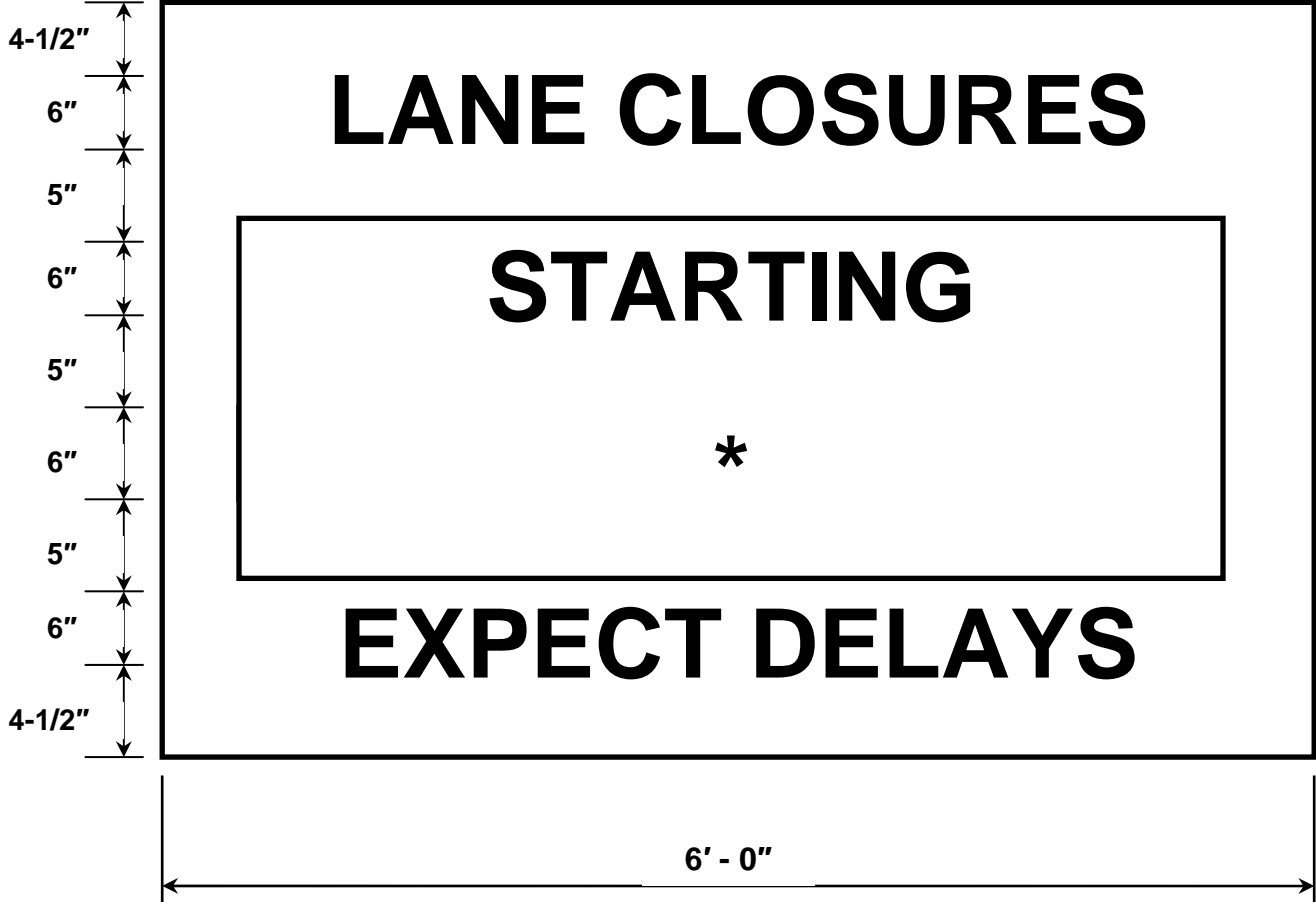 4-1/2"
LANE CLOSURES
6"
5"
STARTING
6"
5"
*
6"
5"
EXPECT DELAYS
6"
4-1/2"
6' - 0"